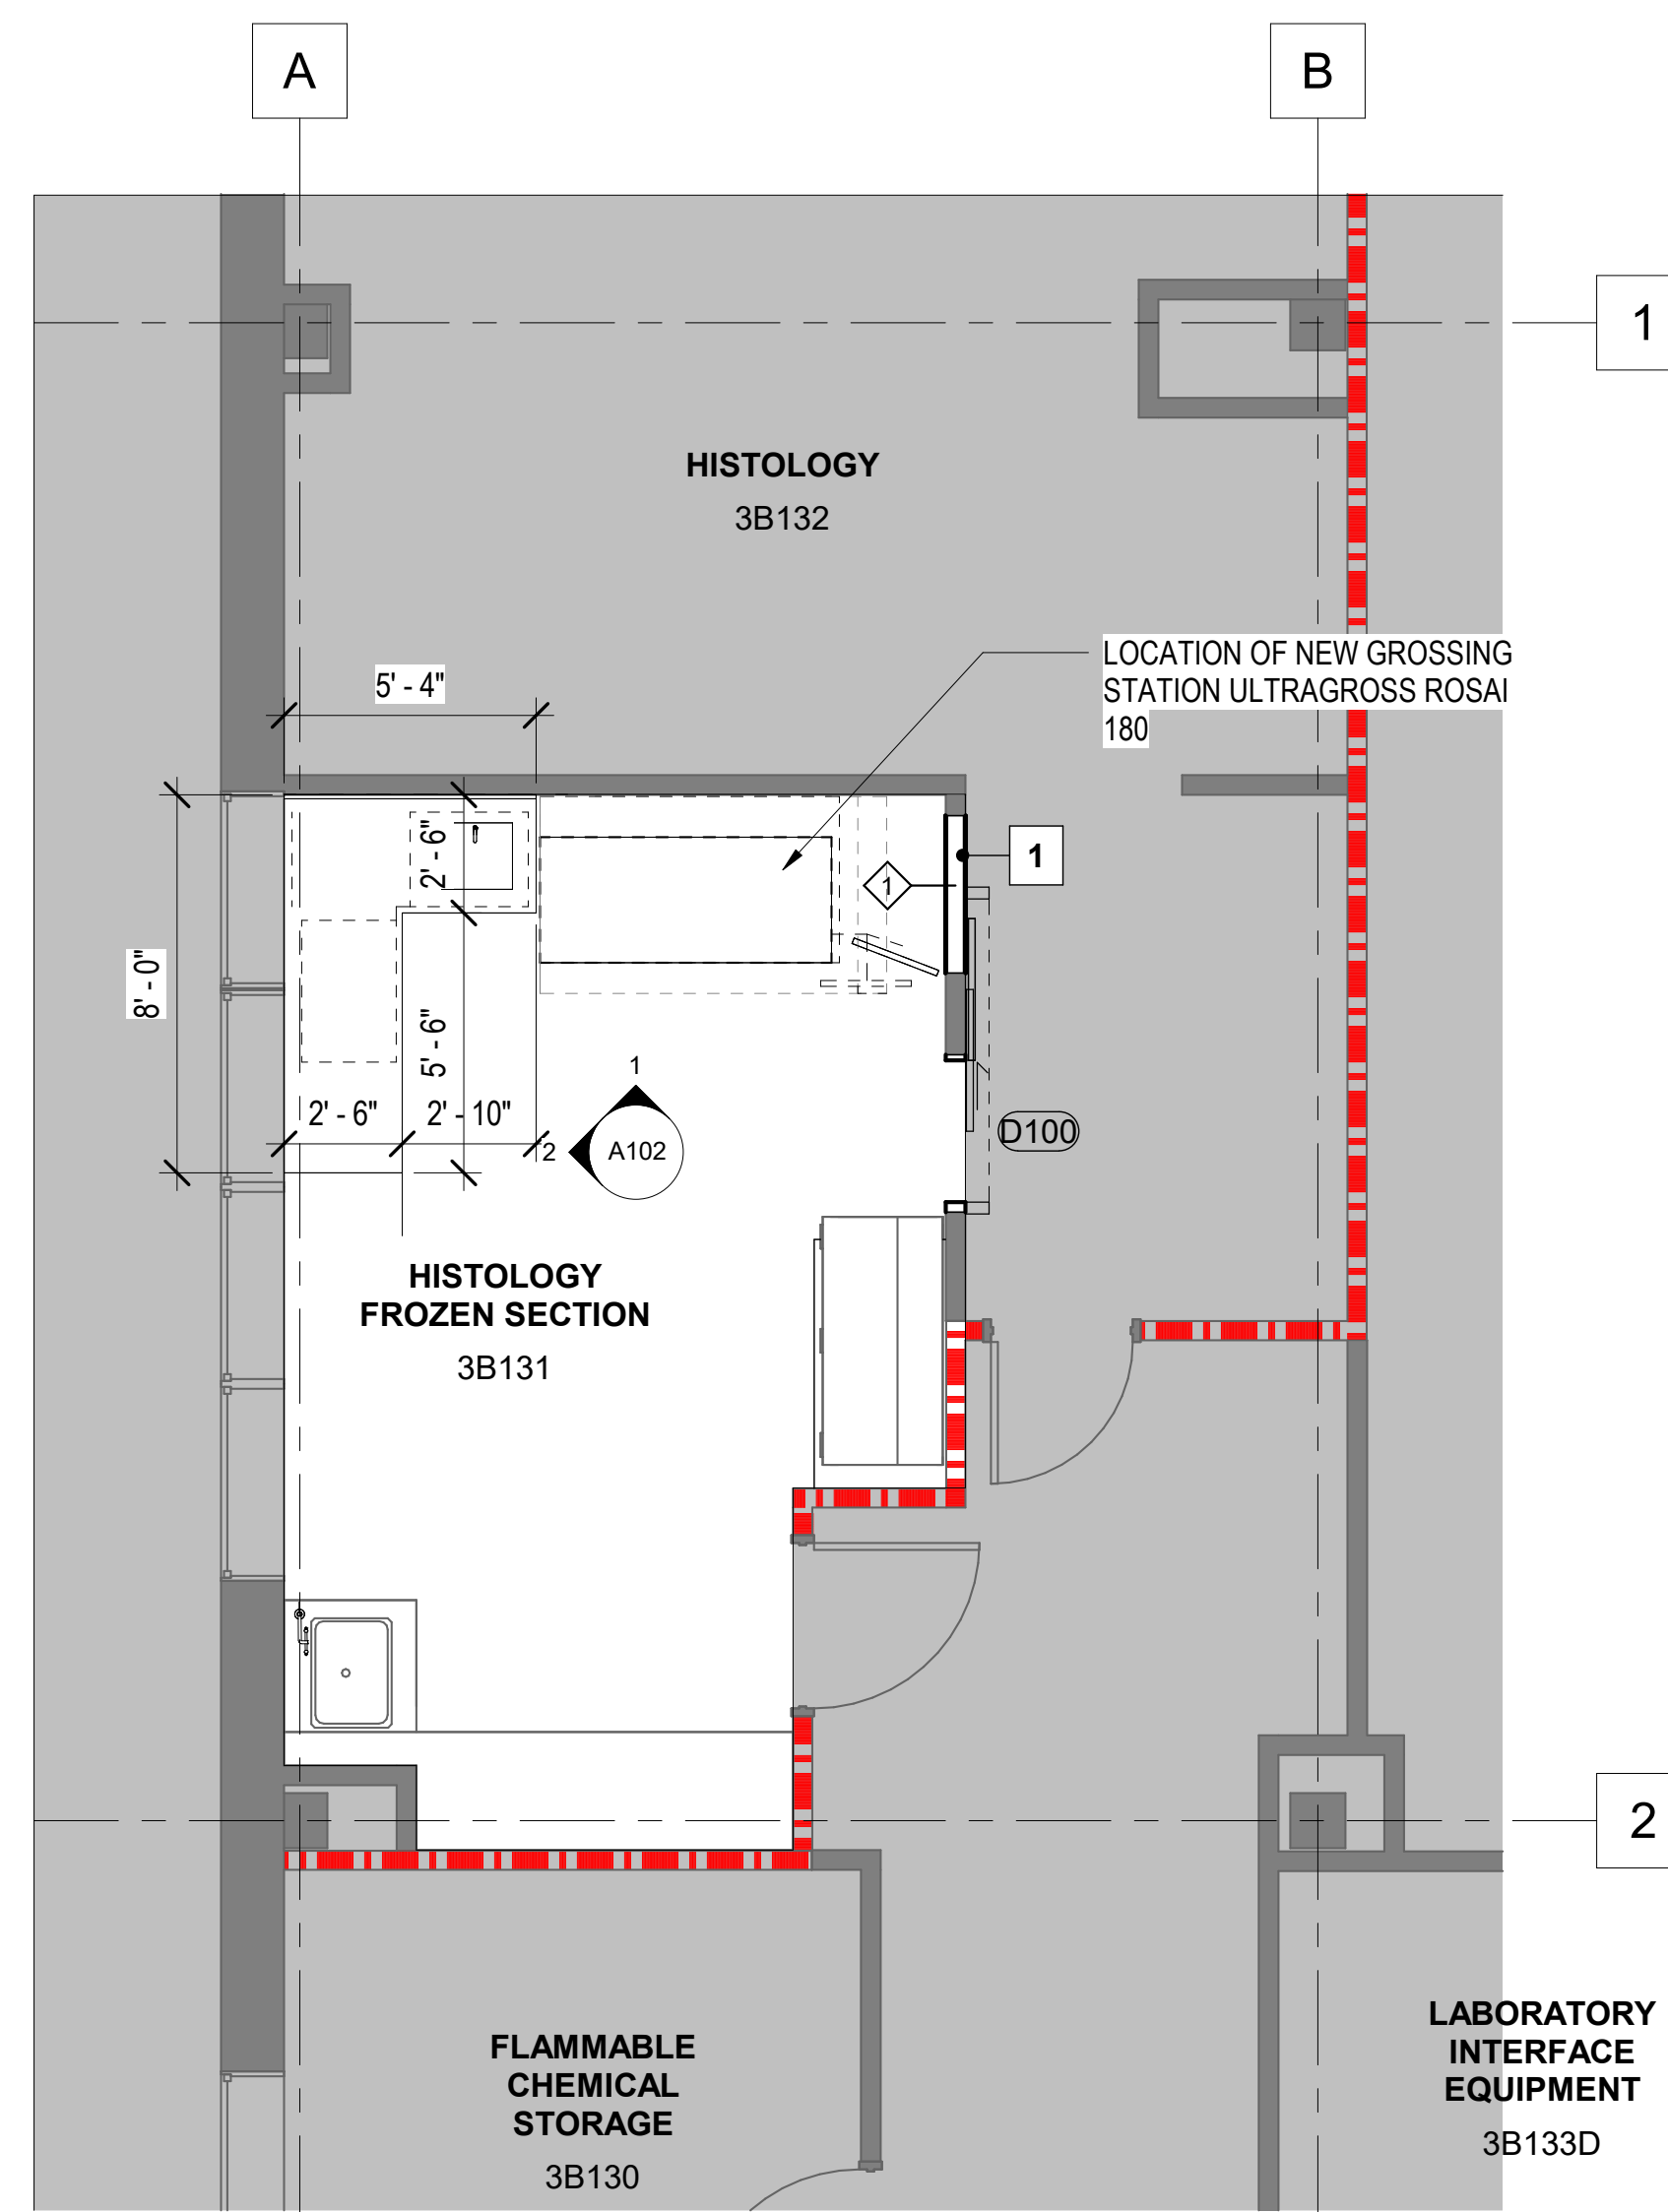 A
B
1
HISTOLOGY
3B132
LOCATION OF NEW GROSSING
STATION ULTRAGROSS ROSAI
180
5' - 4"
2' - 6"
1
1
8' - 0"
5' - 6"
1
2' - 6"
2' - 10"
2
A102
D100
HISTOLOGY
FROZEN SECTION
3B131
2
LABORATORY
INTERFACE
EQUIPMENT
3B133D
FLAMMABLE
CHEMICAL
STORAGE
3B130